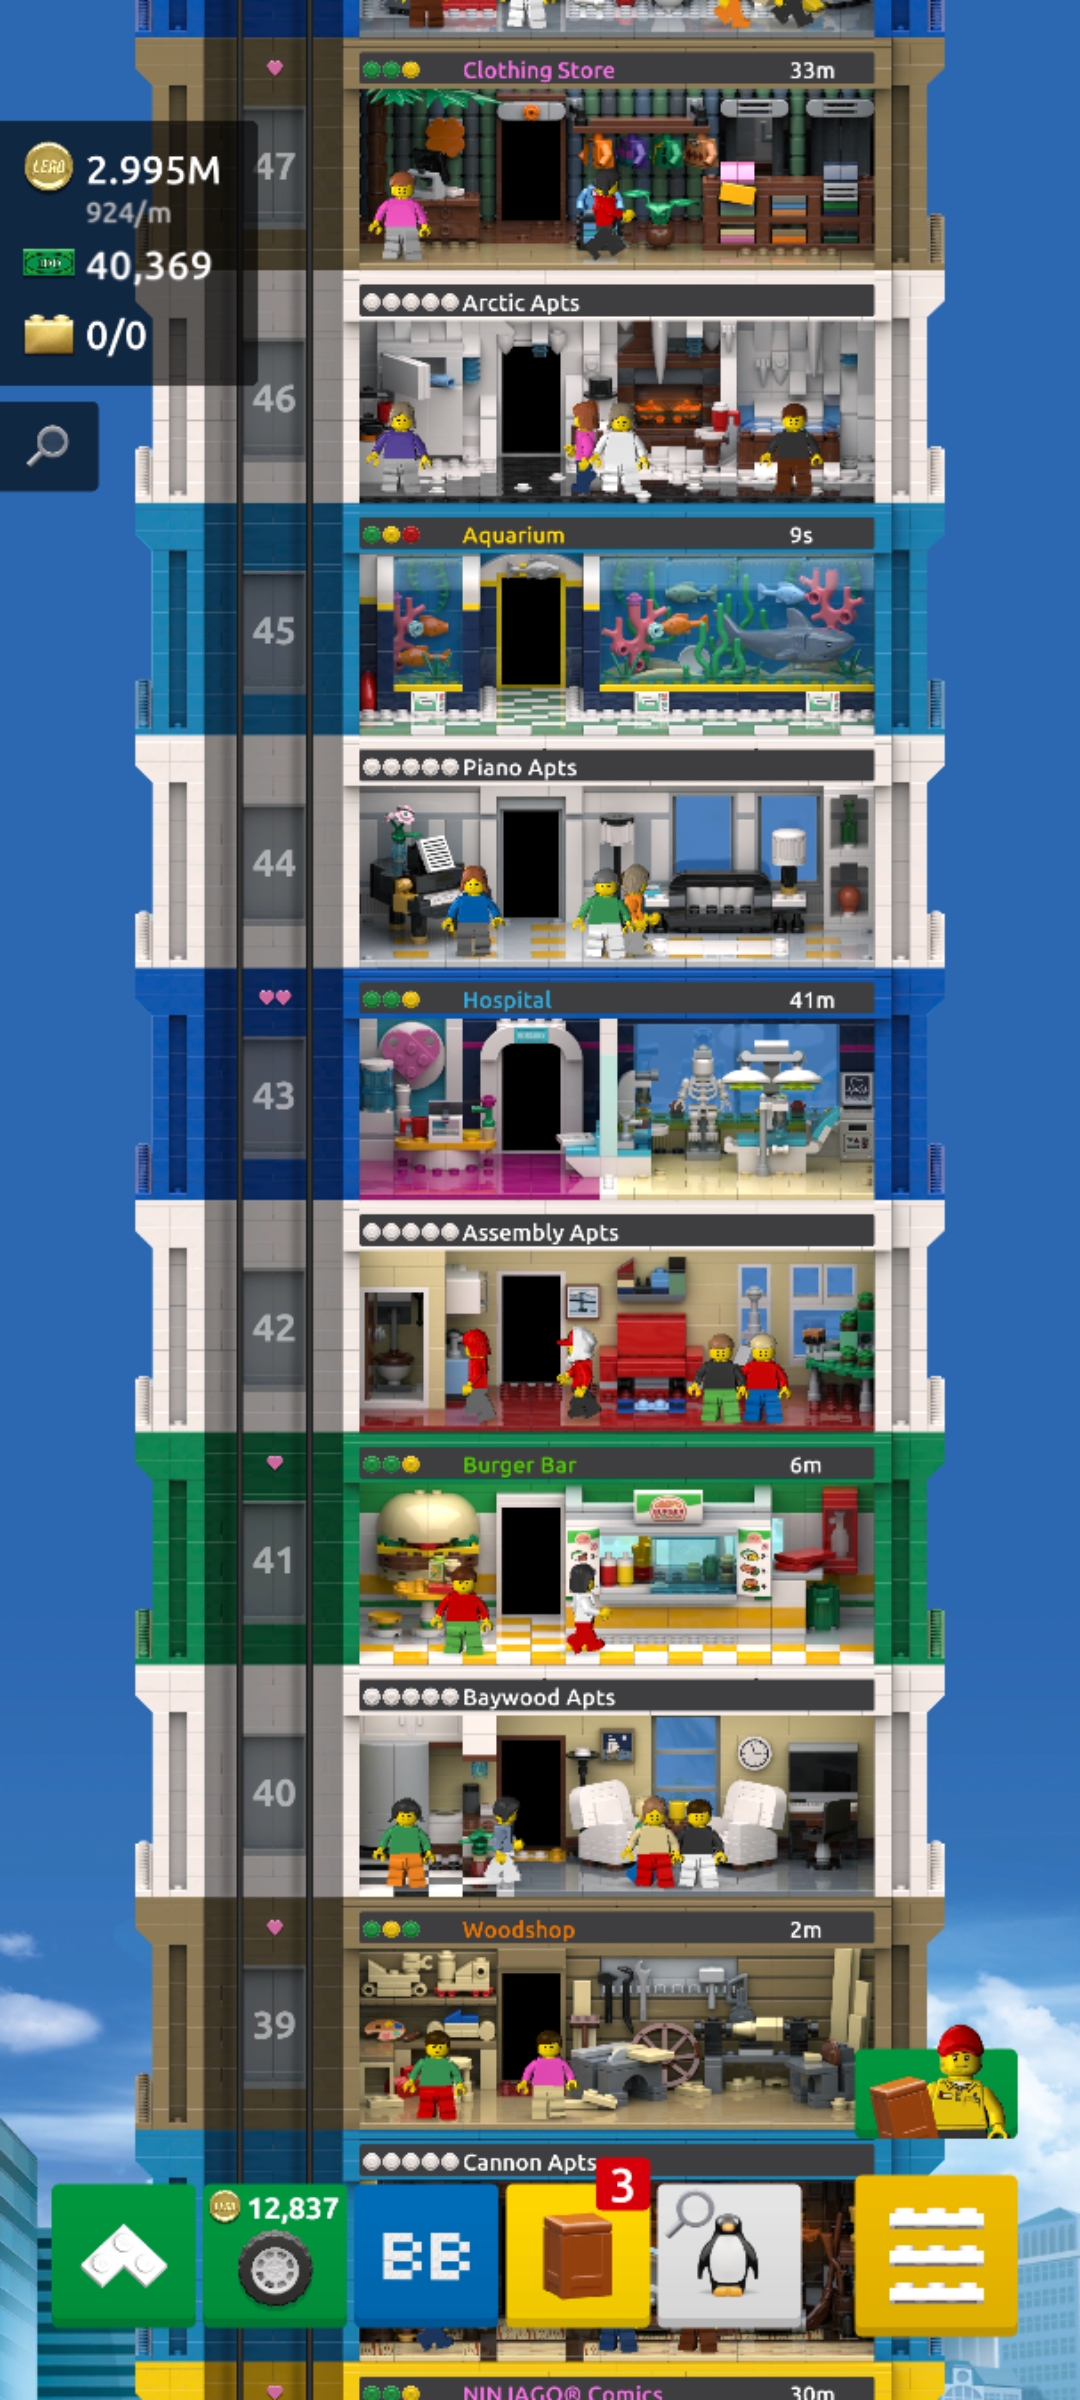 Clothing Store 33m
47
2.995M
924/m
40,369
0/0
Arctic Apts
46
Aquarium 9s
45
Piano Apts
44
Hospital 41m
43
Assembly Apts
42
Burger Bar 6m
41
Baywood Apts
40
Woodshop 2m
39
Cannon Apts
3
12,837
BB
NINJAGO® Comics 30m